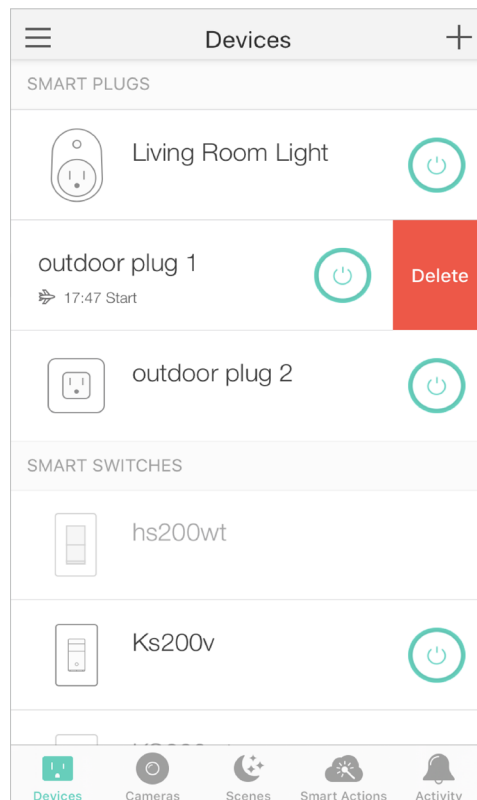 Devices
SMART PLUGS
Living Room Light
outdoor plug 1
17:47 Start
Delete
outdoor plug 2
SMART SWITCHES
hs200wt
Ks200v
Devices
Cameras
Scenes
Smart Actions
Activity